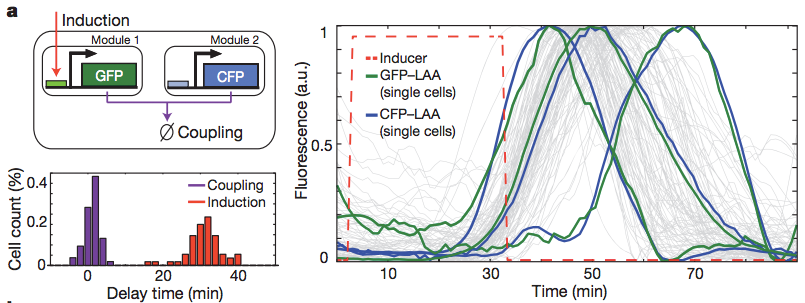 a
Induction
Module 1
Module 2
GFP
CFP
∅ Coupling
Cell count (%)
0.4
0.2
0
Coupling
Induction
0
20
40
Delay time (min)
Fluorescence (a.u.)
1
0.5
0
Inducer
GFP–LAA
(single cells)
CFP–LAA
(single cells)
10
30
50
70
Time (min)